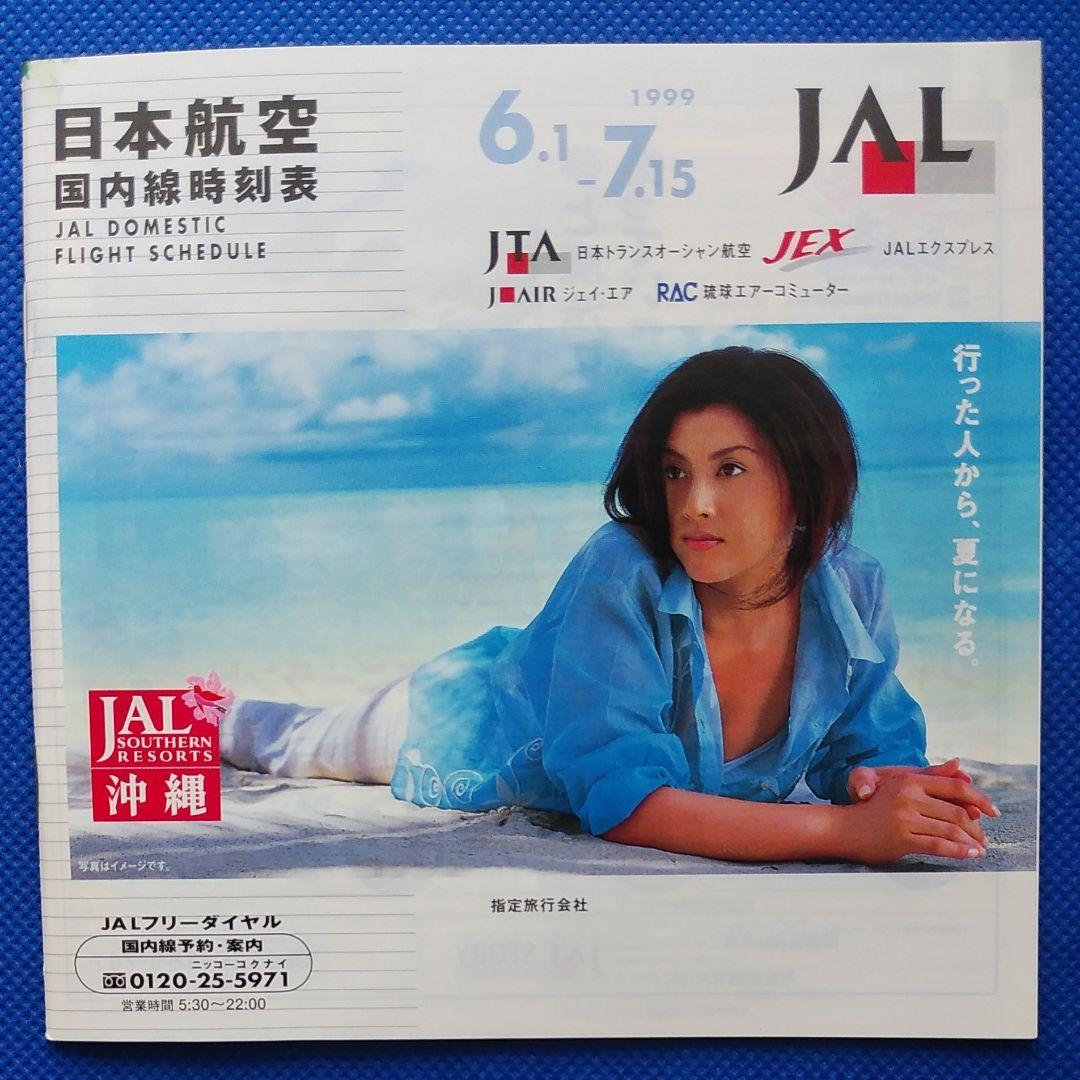 日本航空
国内線時刻表
JAL DOMESTIC
FLIGHT SCHEDULE
1999
6.1
-7.15
JAL
JTA 日本トランスオーシャン航空 JEX JALエクスプレス
J AIR ジェイ・エア RAC 琉球エアーコミューター
行った人から、夏になる。
JAL
SOUTHERN
RESORTS
沖縄
写真はイメージです。
指定旅行会社
JALフリーダイヤル
国内線予約・案内
ニッコーコクナイ
0120-25-5971
営業時間 5:30〜22:00
JAL STORY